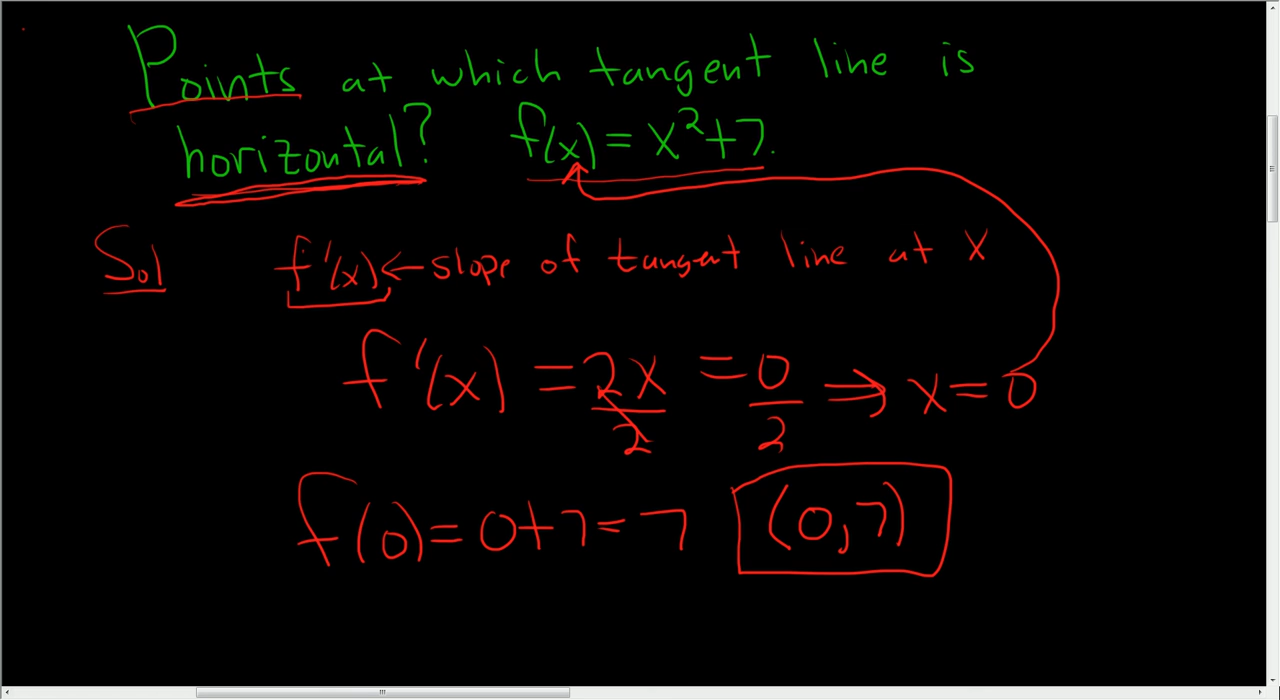 Points at which tangent line is
horizontal? f(x) = x²+7.
Sol f'(x) ← slope of tangent line at x
f'(x) = 2x/2 = 0/2 ⇒ x = 0
f(0) = 0+7 = 7 (0,7)